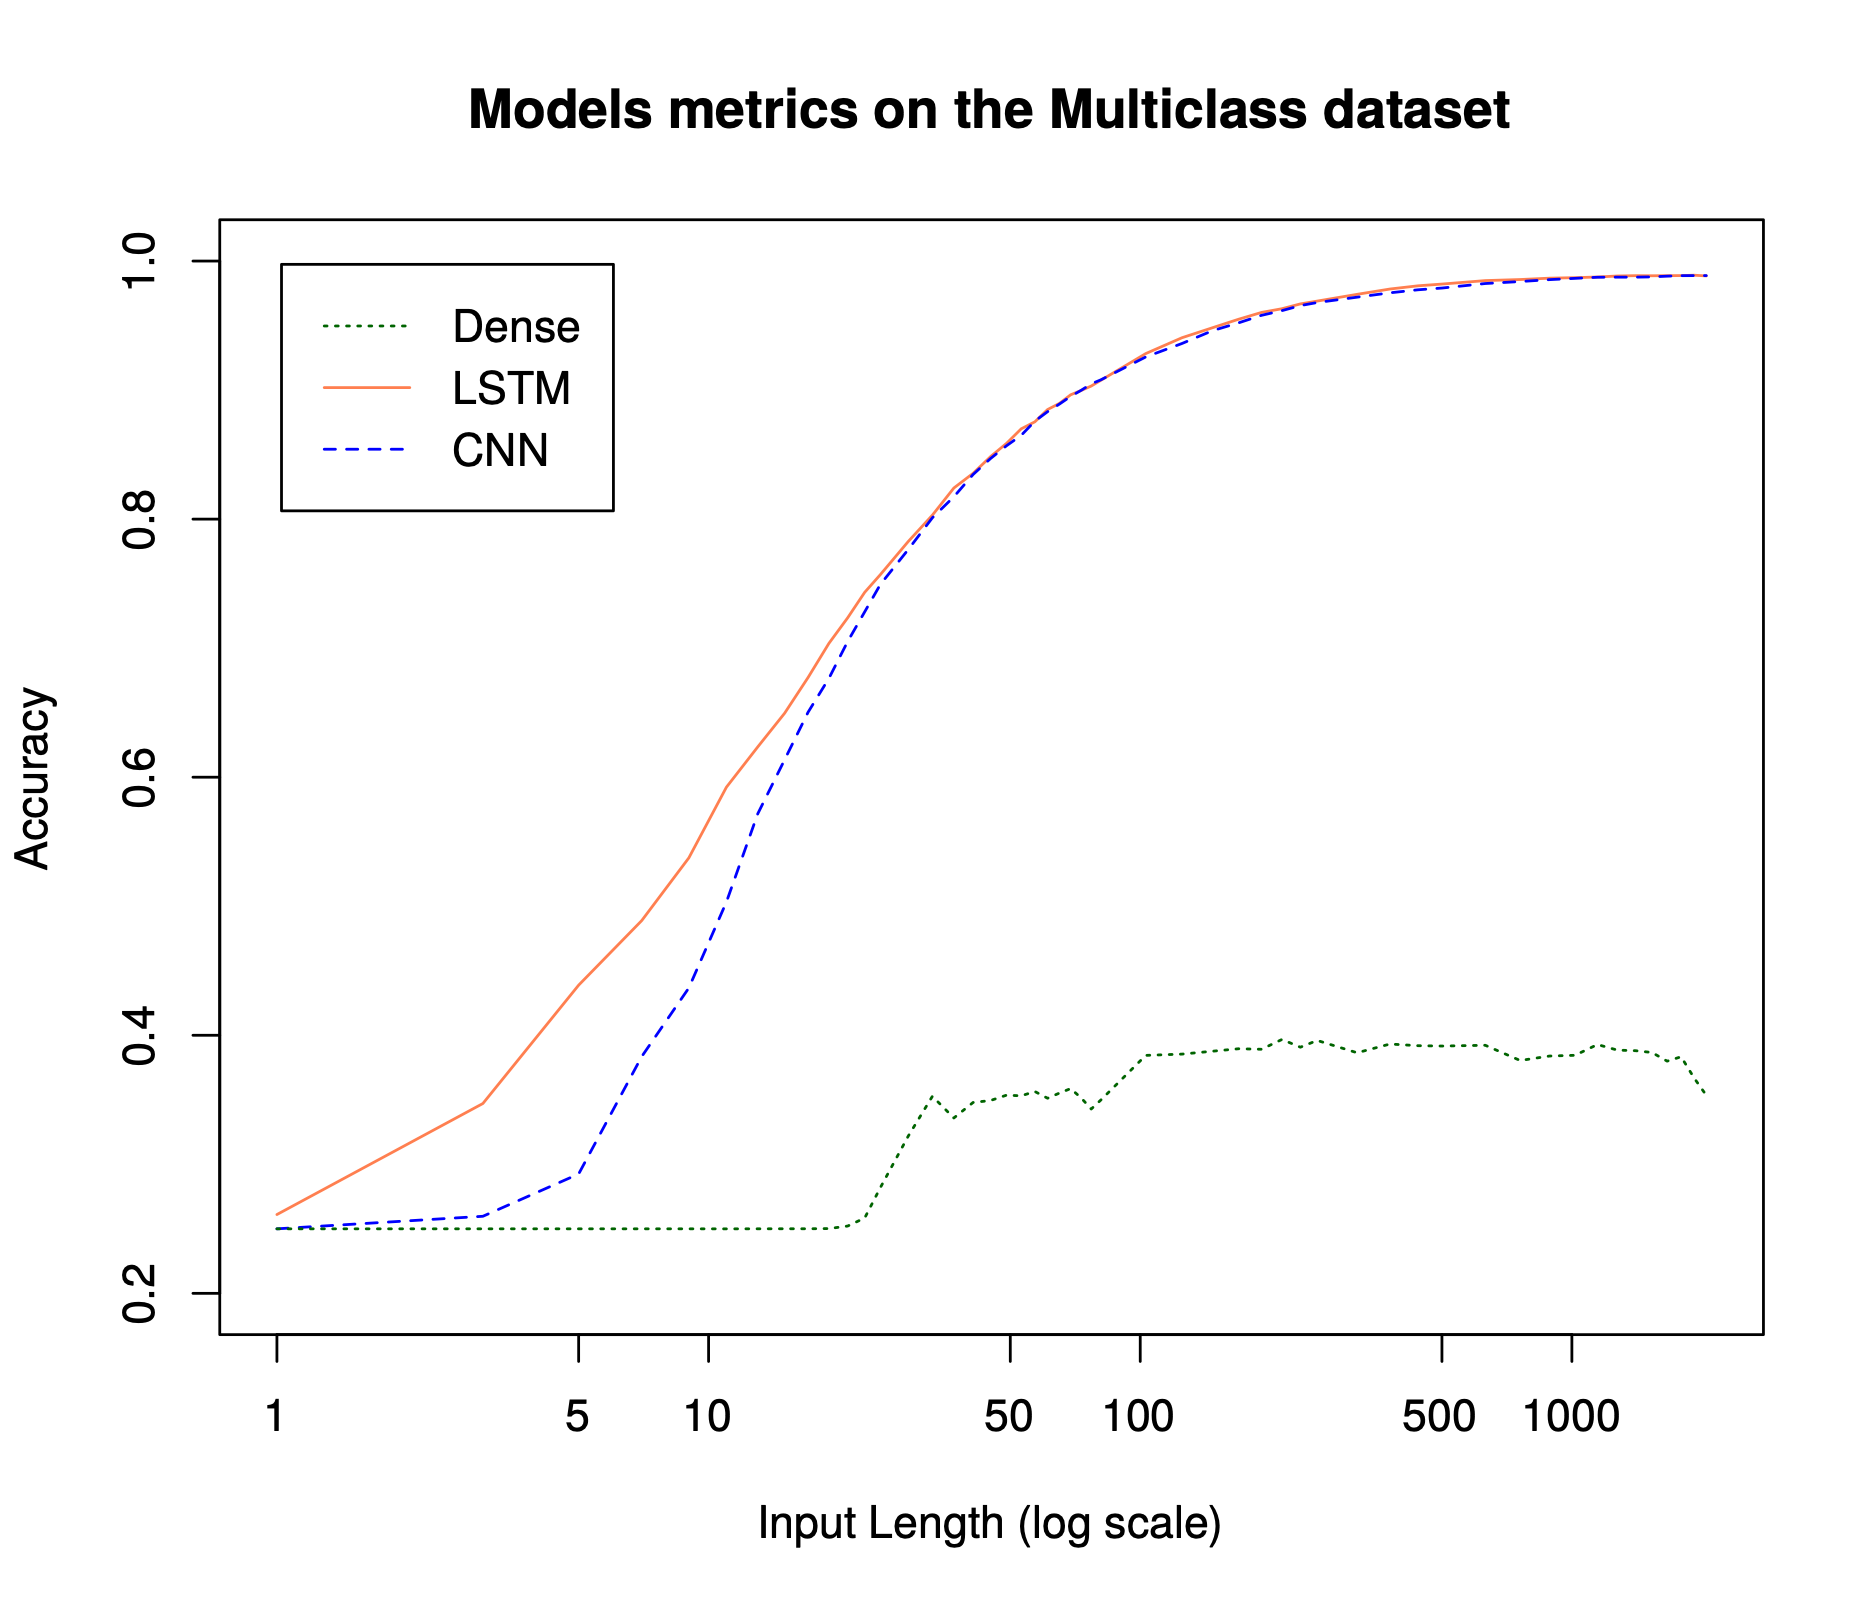 Models metrics on the Multiclass dataset
Dense
LSTM
CNN
Accuracy
1.0
0.8
0.6
0.4
0.2
1 5 10 50 100 500 1000
Input Length (log scale)